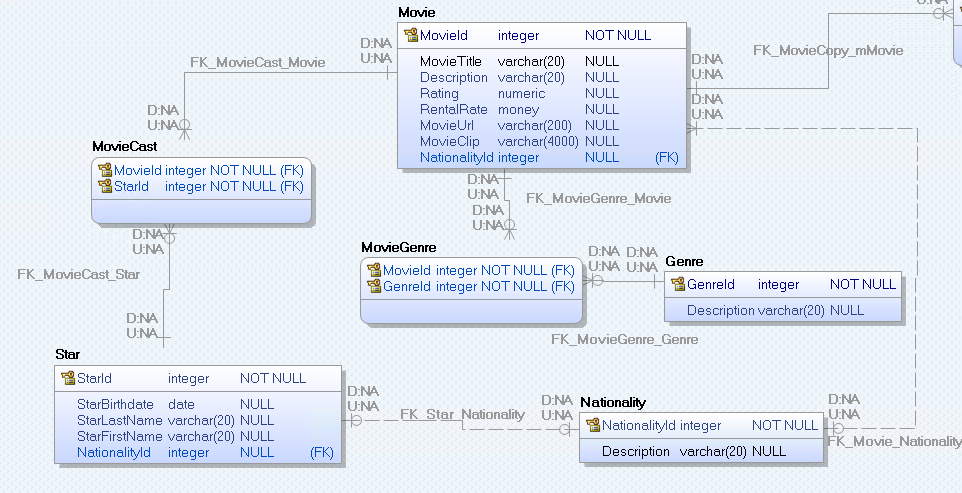 Movie
MovieId integer NOT NULL
MovieTitle varchar(20) NULL
Description varchar(20) NULL
Rating numeric NULL
RentalRate money NULL
MovieUrl varchar(200) NULL
MovieClip varchar(4000) NULL
NationalityId integer NULL (FK)
D:NA
U:NA
FK_MovieCast_Movie
D:NA
U:NA
FK_MovieCopy_mMovie
D:NA
U:NA
D:NA
U:NA
MovieCast
MovieId integer NOT NULL (FK)
StarId integer NOT NULL (FK)
D:NA
U:NA
FK_MovieCast_Star
D:NA
U:NA
D:NA
U:NA
FK_MovieGenre_Movie
D:NA
U:NA
MovieGenre
MovieId integer NOT NULL (FK)
GenreId integer NOT NULL (FK)
D:NA
U:NA
D:NA
U:NA
FK_MovieGenre_Genre
Genre
GenreId integer NOT NULL
Description varchar(20) NULL
Star
StarId integer NOT NULL
StarBirthdate date NULL
StarLastName varchar(20) NULL
StarFirstName varchar(20) NULL
NationalityId integer NULL (FK)
D:NA
U:NA
FK_Star_Nationality
D:NA
U:NA
Nationality
NationalityId integer NOT NULL
Description varchar(20) NULL
D:NA
U:NA
FK_Movie_Nationality